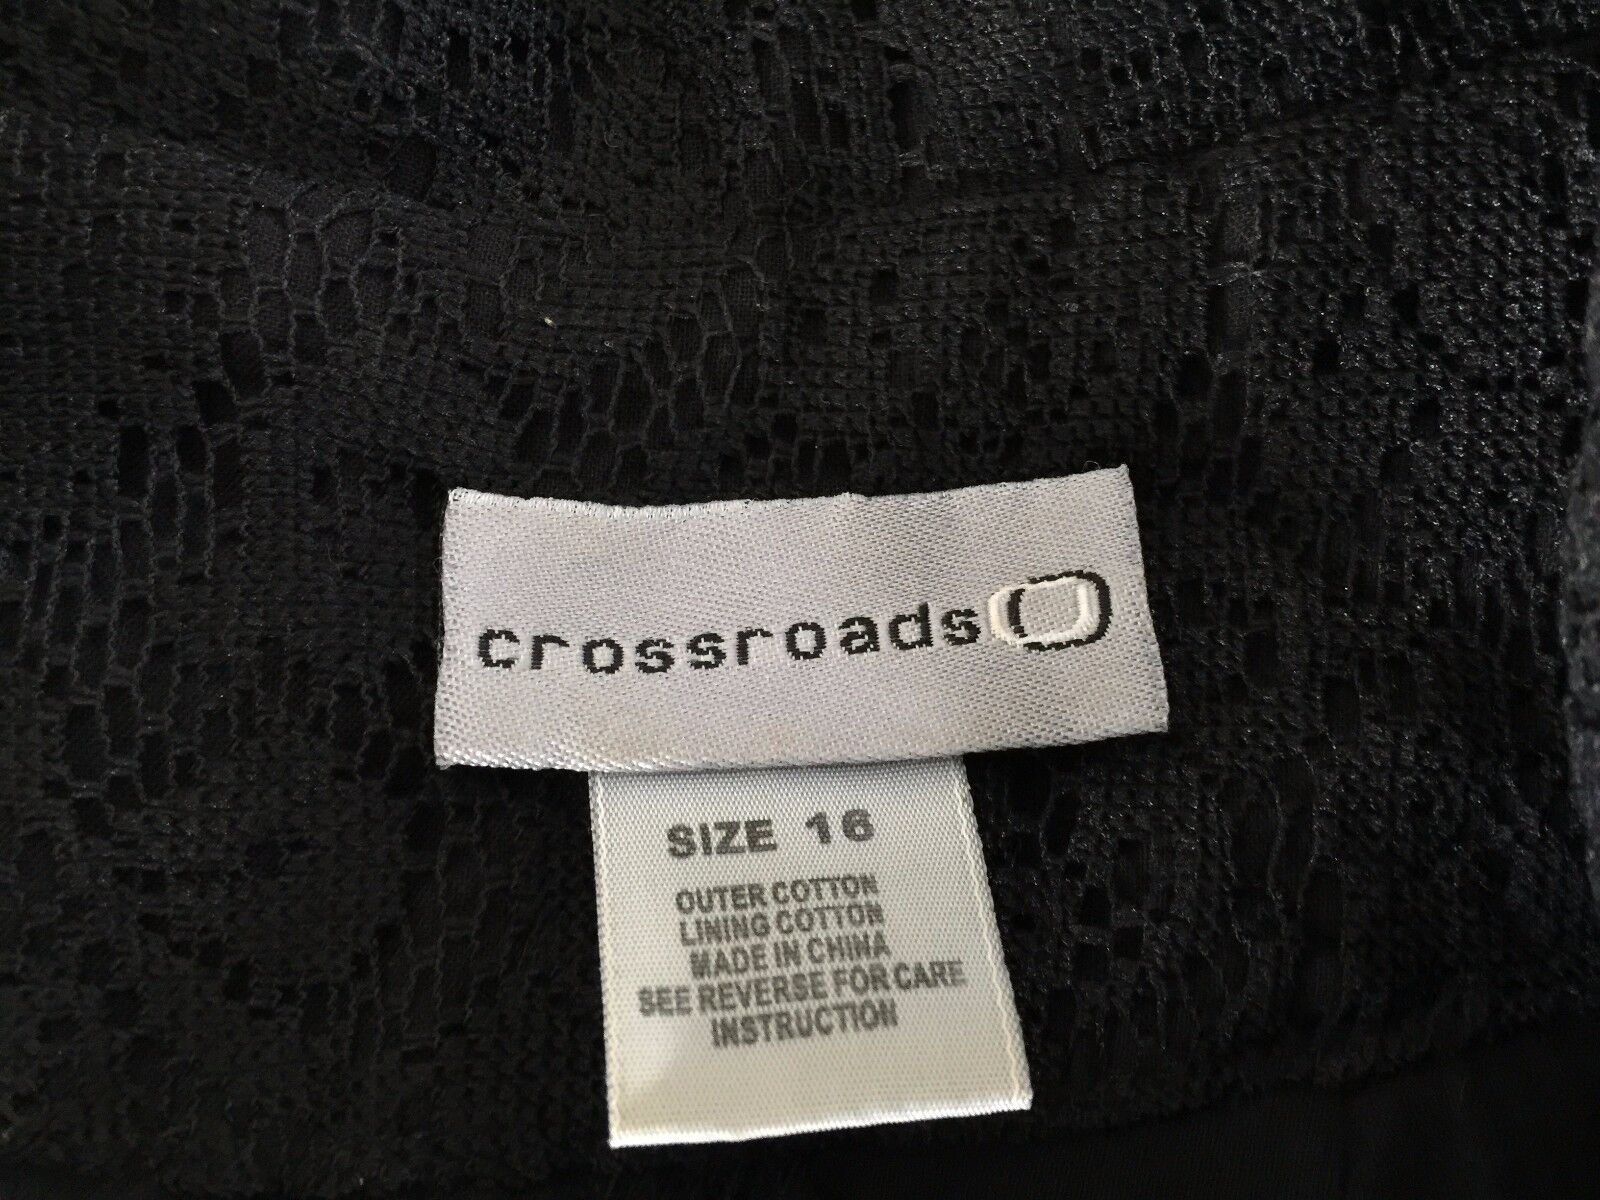 crossroads
SIZE 16
OUTER COTTON
LINING COTTON
MADE IN CHINA
SEE REVERSE FOR CARE
INSTRUCTION